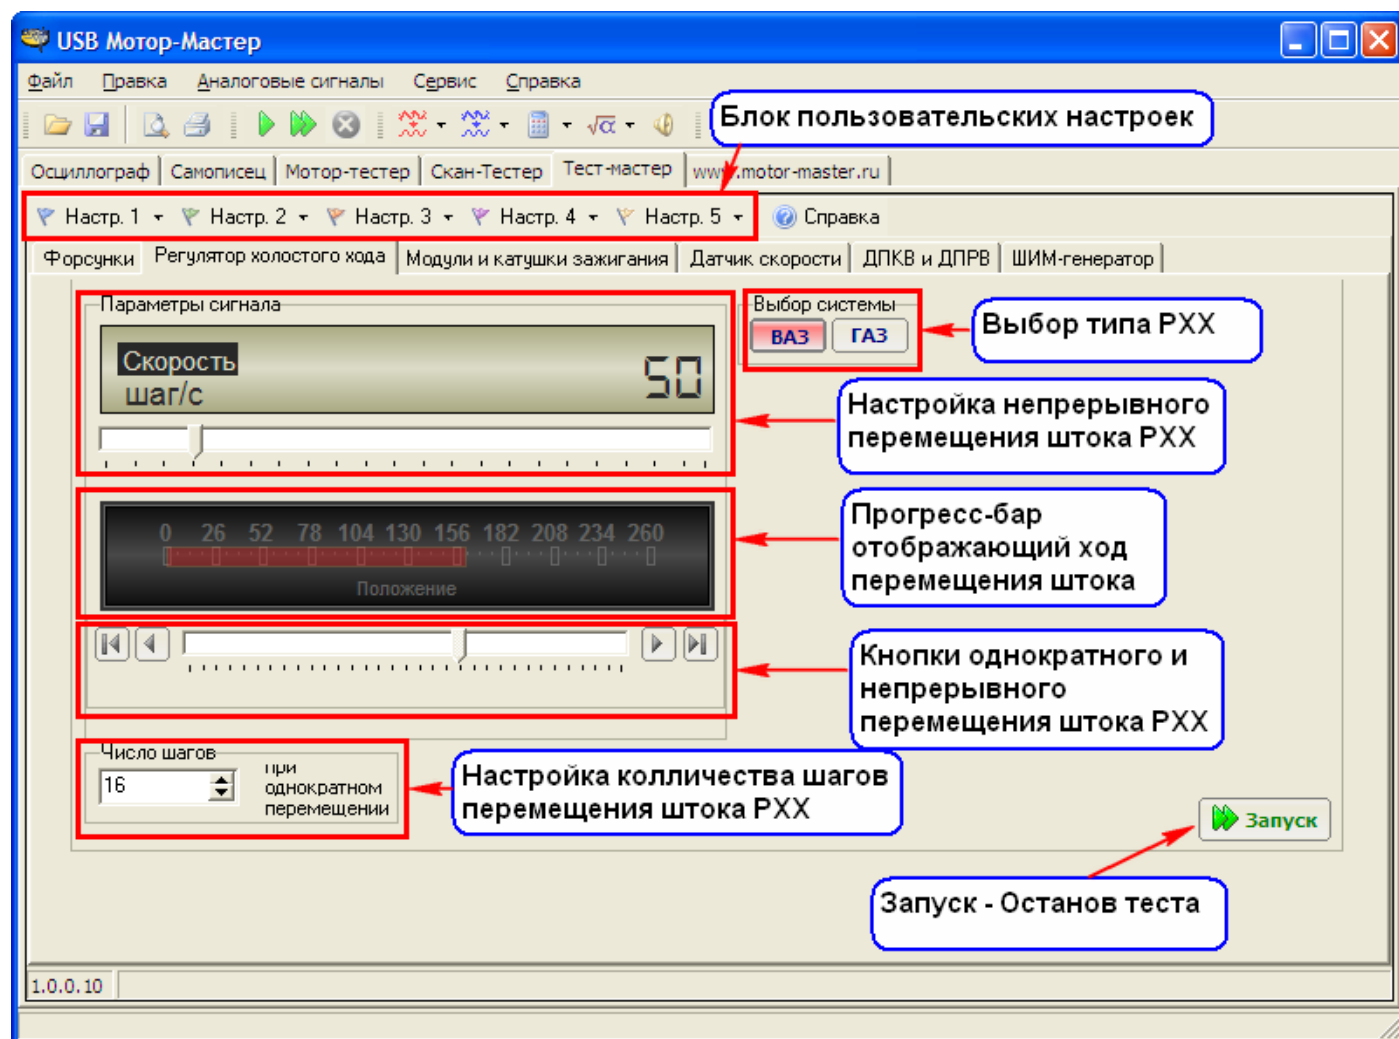 USB Мотор-Мастер
Файл Правка Аналоговые сигналы Сервис Справка
Блок пользовательских настроек
Осциллограф Самописец Мотор-тестер Скан-Тестер Тест-мастер www.motor-master.ru
Настр. 1 Настр. 2 Настр. 3 Настр. 4 Настр. 5 Справка
Форсунки Регулятор холостого хода Модули и катушки зажигания Датчик скорости ДПКВ и ДПРВ ШИМ-генератор
Параметры сигнала
Выбор системы
ВАЗ ГАЗ
Выбор типа РХХ
Скорость
шаг/с
50
Настройка непрерывного
перемещения штока РХХ
0 26 52 78 104 130 156 182 208 234 260
Положение
Прогресс-бар
отображающий ход
перемещения штока
Кнопки однократного и
непрерывного
перемещения штока РХХ
Число шагов
16
при
однократном
перемещении
Настройка колличества шагов
перемещения штока РХХ
Запуск
Запуск - Останов теста
1.0.0.10